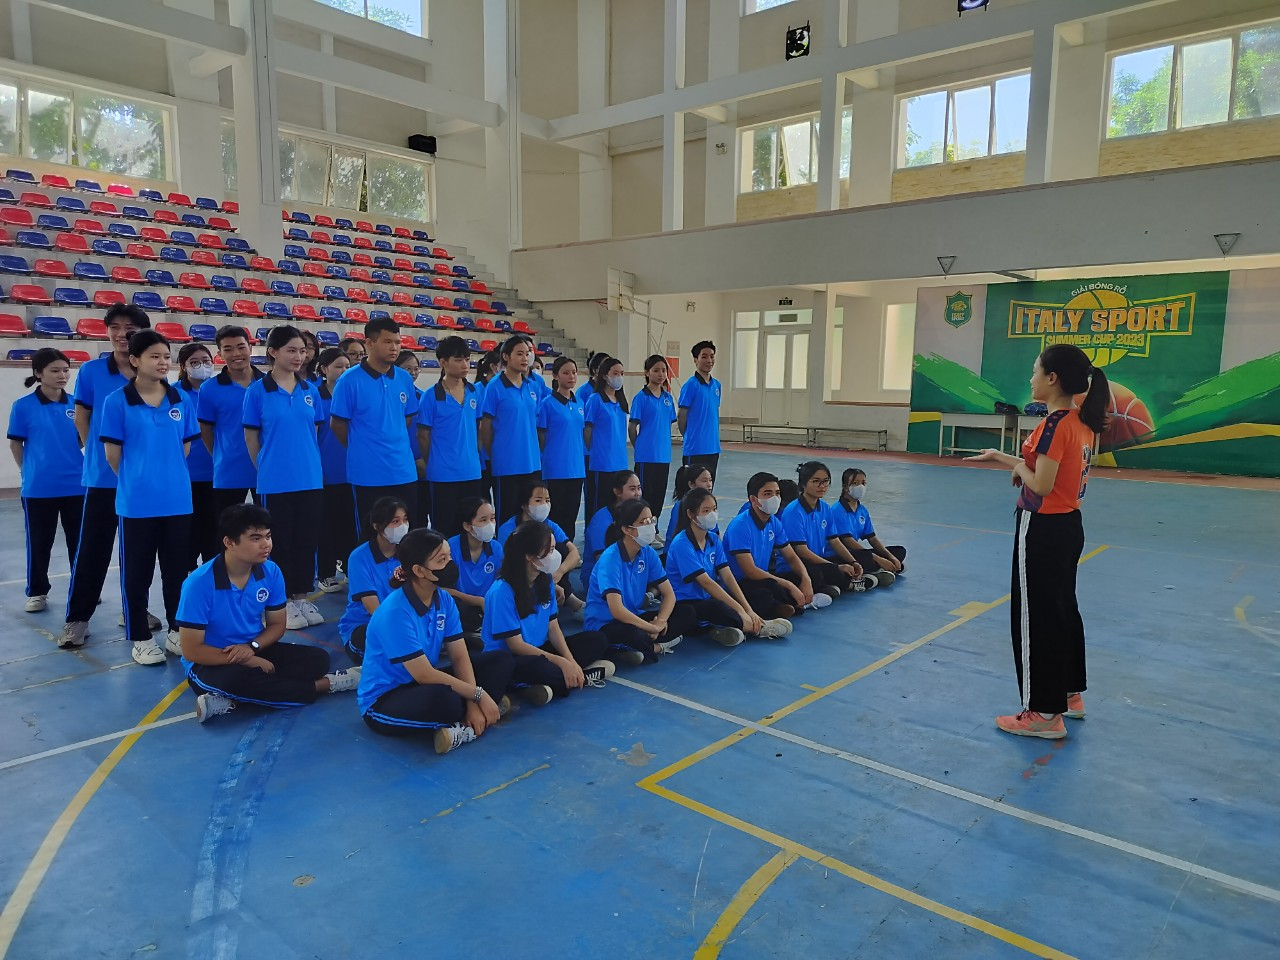 GIẢI BÓNG RỔ
ITALY SPORT
SUMMER CUP 2023